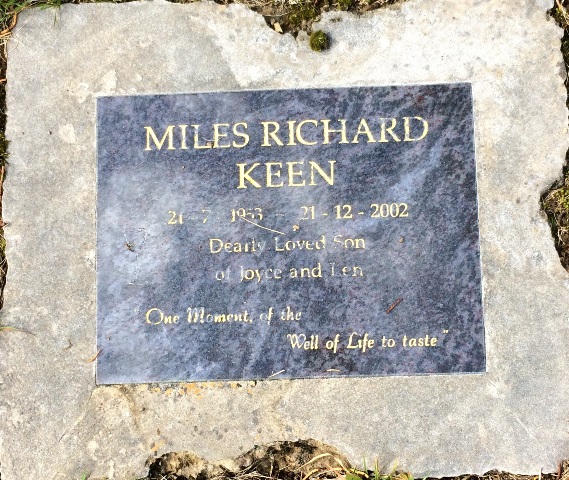 MILES RICHARD
KEEN
21 - 7 - 1953 - 21 - 12 - 2002
Dearly Loved Son
of Joyce and Len
"One Moment, of the
Well of Life to taste"